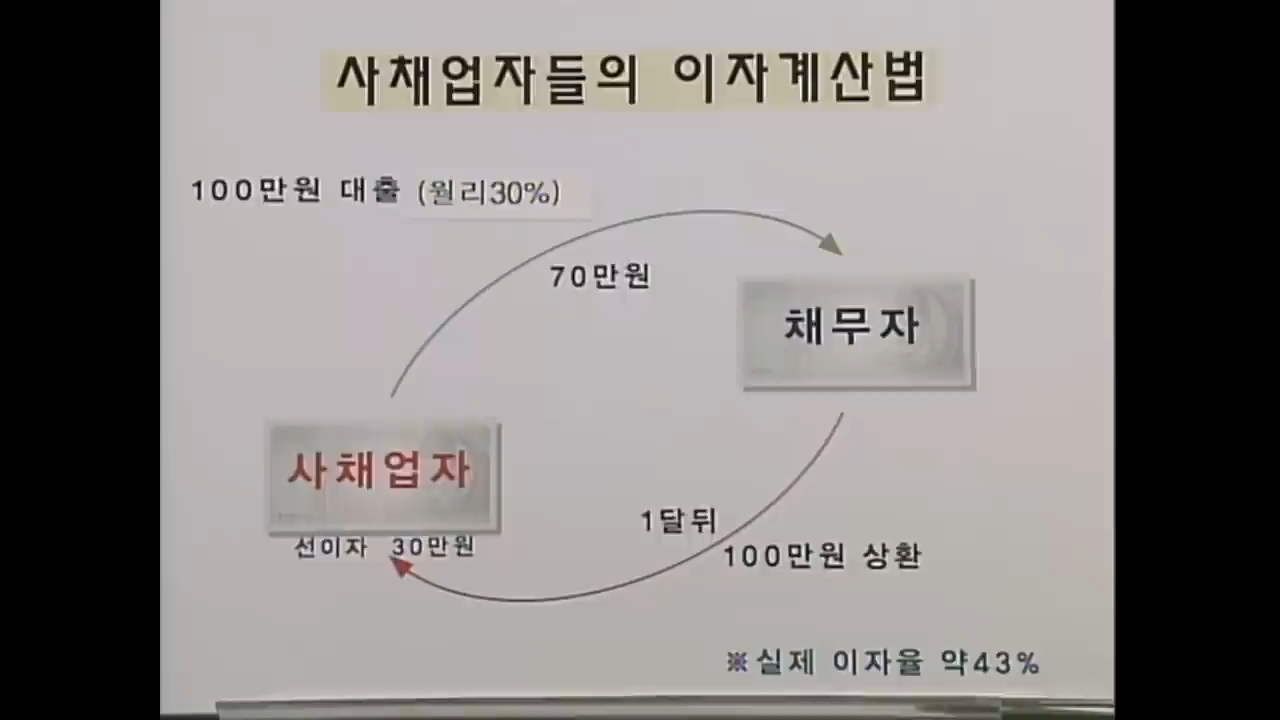 사채업자들의 이자계산법
100만원 대출 (월리30%)
70만원
채무자
사채업자
선이자 30만원
1달뒤
100만원 상환
※실제 이자율 약43%